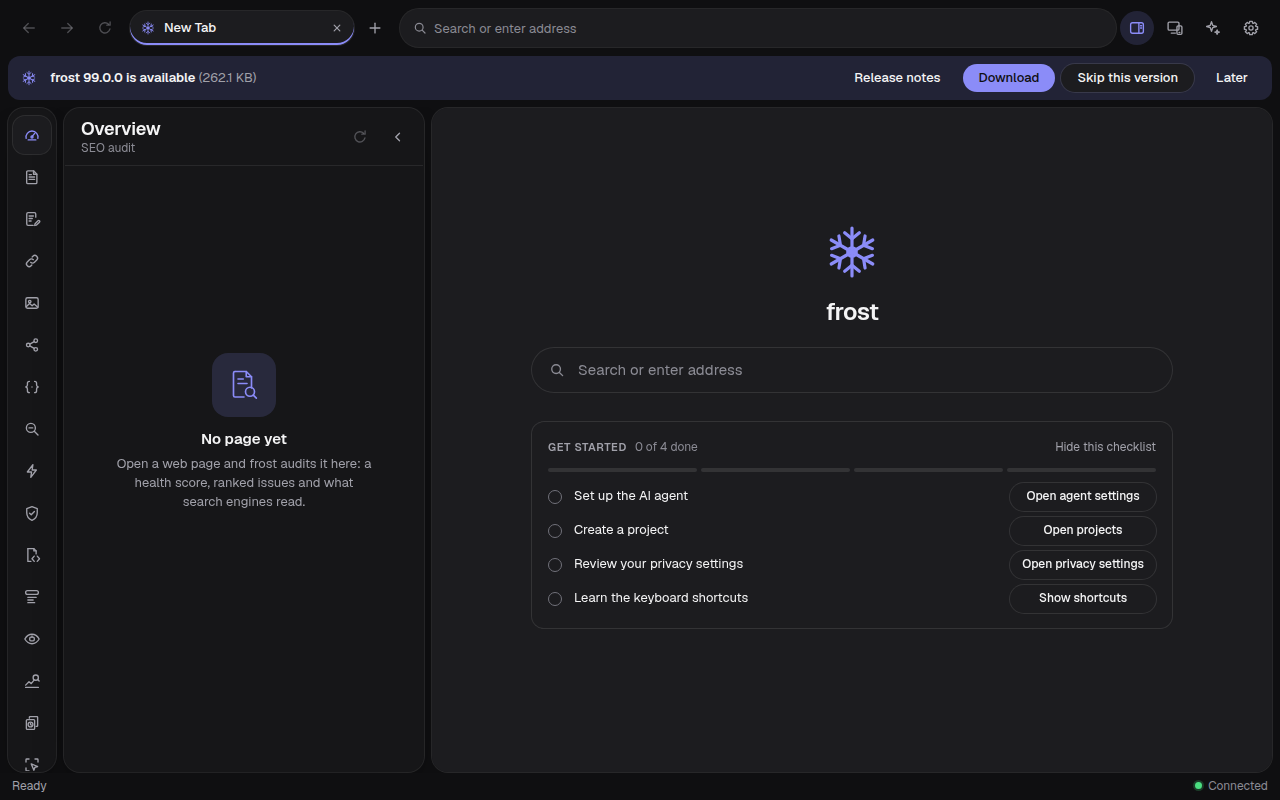 New Tab
Search or enter address
frost 99.0.0 is available (262.1 KB)
Release notes
Download
Skip this version
Later
Overview
SEO audit
No page yet
Open a web page and frost audits it here: a
health score, ranked issues and what
search engines read.
frost
Search or enter address
GET STARTED 0 of 4 done
Hide this checklist
Set up the AI agent
Open agent settings
Create a project
Open projects
Review your privacy settings
Open privacy settings
Learn the keyboard shortcuts
Show shortcuts
Ready
Connected